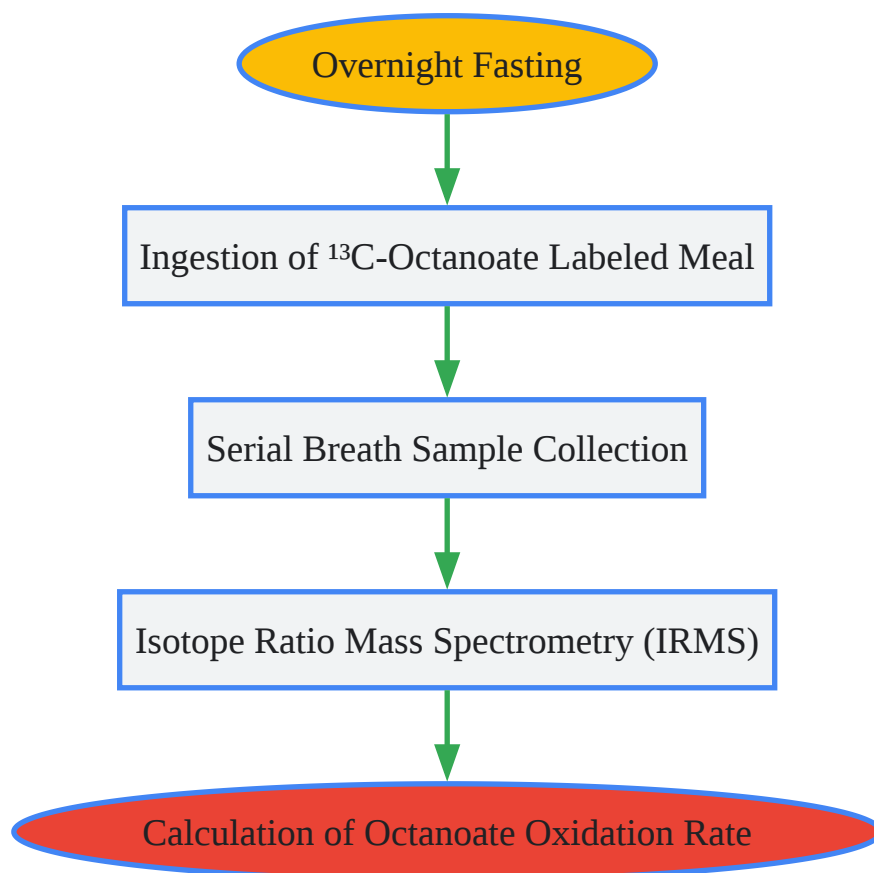 Overnight Fasting
Ingestion of ¹³C-Octanoate Labeled Meal
Serial Breath Sample Collection
Isotope Ratio Mass Spectrometry (IRMS)
Calculation of Octanoate Oxidation Rate